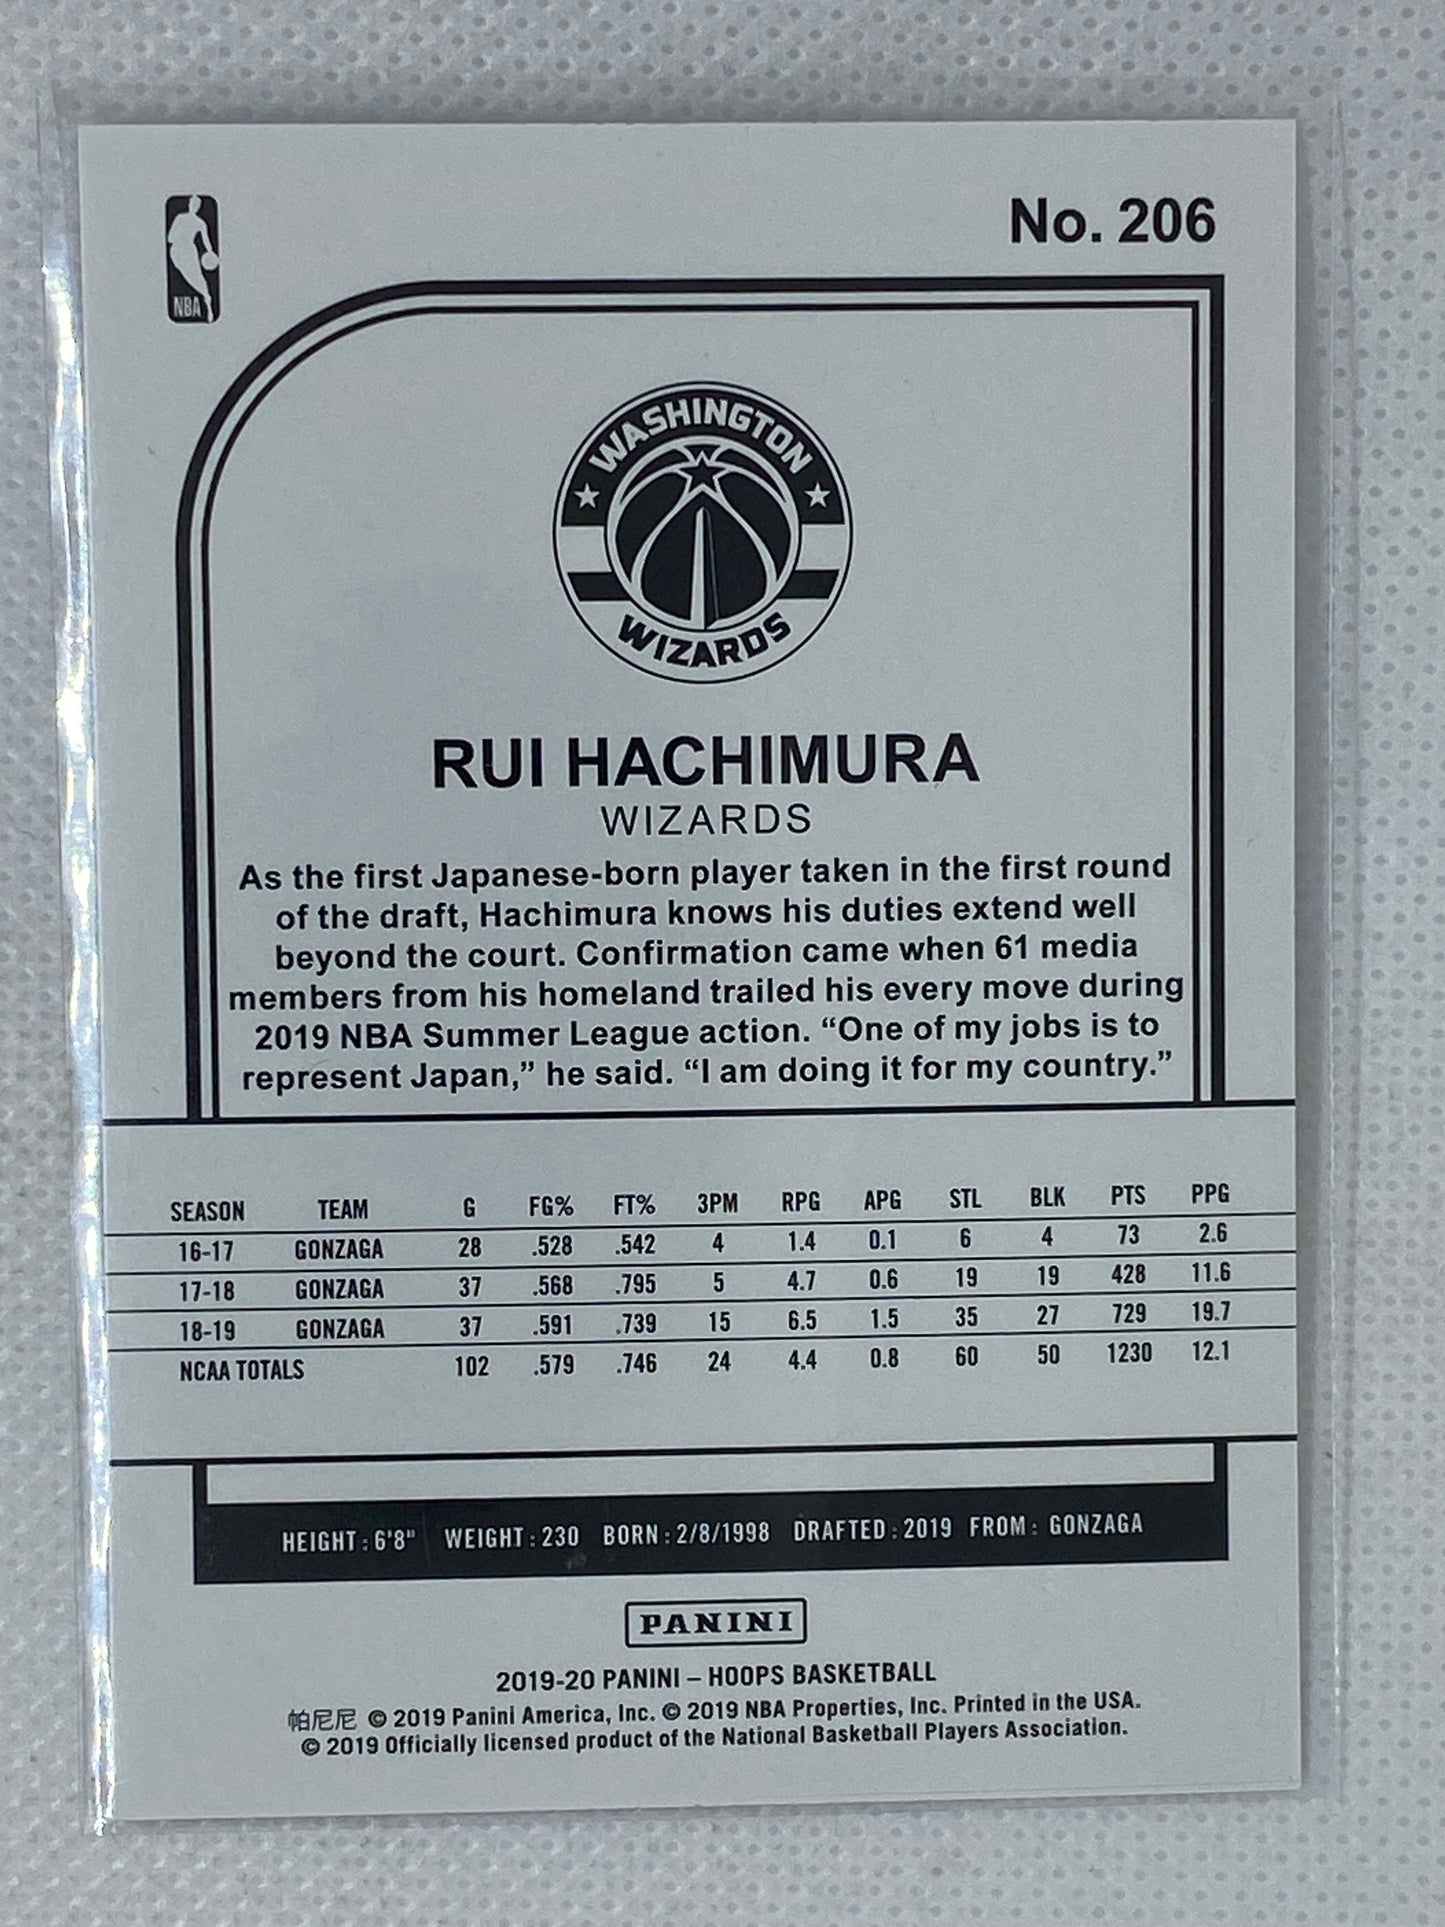 NBA
No. 206
WASHINGTON
WIZARDS
RUI HACHIMURA
WIZARDS
As the first Japanese-born player taken in the first round
of the draft, Hachimura knows his duties extend well
beyond the court. Confirmation came when 61 media
members from his homeland trailed his every move during
2019 NBA Summer League action. “One of my jobs is to
represent Japan,” he said. “I am doing it for my country.”
SEASON TEAM G FG% FT% 3PM RPG APG STL BLK PTS PPG
16-17 GONZAGA 28 .528 .542 4 1.4 0.1 6 4 73 2.6
17-18 GONZAGA 37 .568 .795 5 4.7 0.6 19 19 428 11.6
18-19 GONZAGA 37 .591 .739 15 6.5 1.5 35 27 729 19.7
NCAA TOTALS 102 .579 .746 24 4.4 0.8 60 50 1230 12.1
HEIGHT: 6'8" WEIGHT: 230 BORN: 2/8/1998 DRAFTED: 2019 FROM: GONZAGA
PANINI
2019-20 PANINI – HOOPS BASKETBALL
帕尼尼 © 2019 Panini America, Inc. © 2019 NBA Properties, Inc. Printed in the USA.
© 2019 Officially licensed product of the National Basketball Players Association.